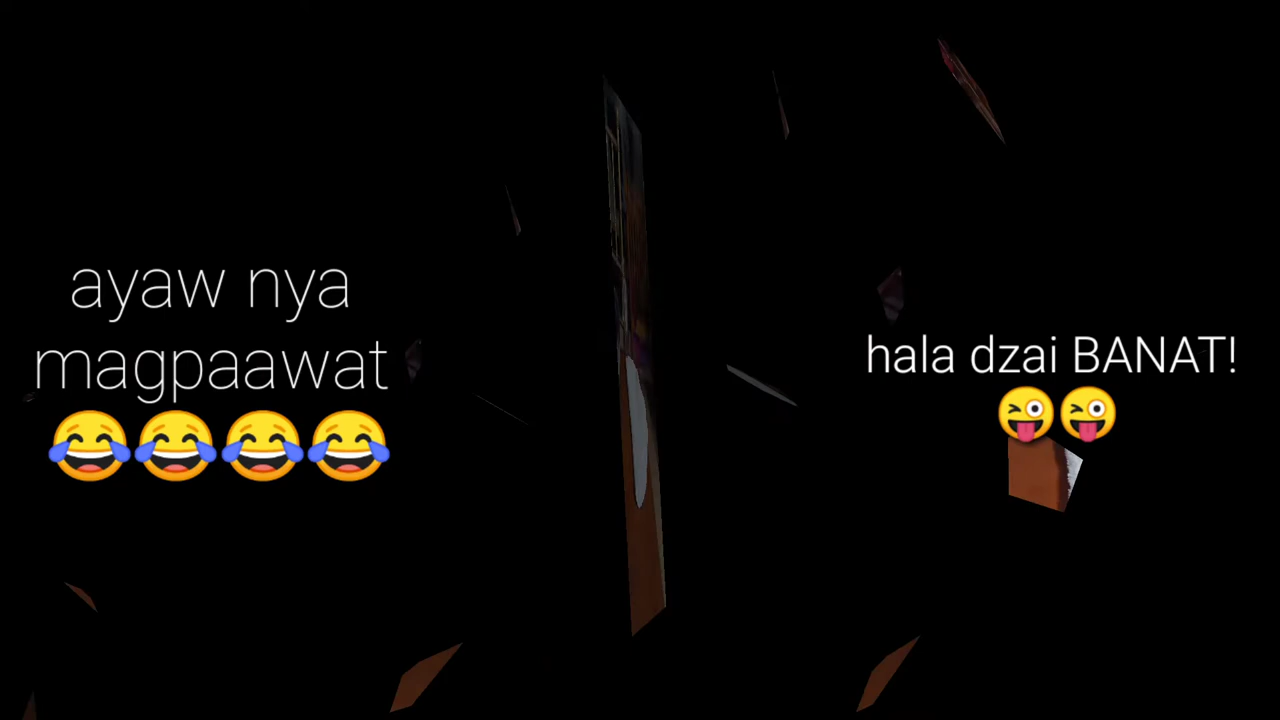 ayaw nya
magpaawat
😂😂😂😂
hala dzai BANAT!
😜😜